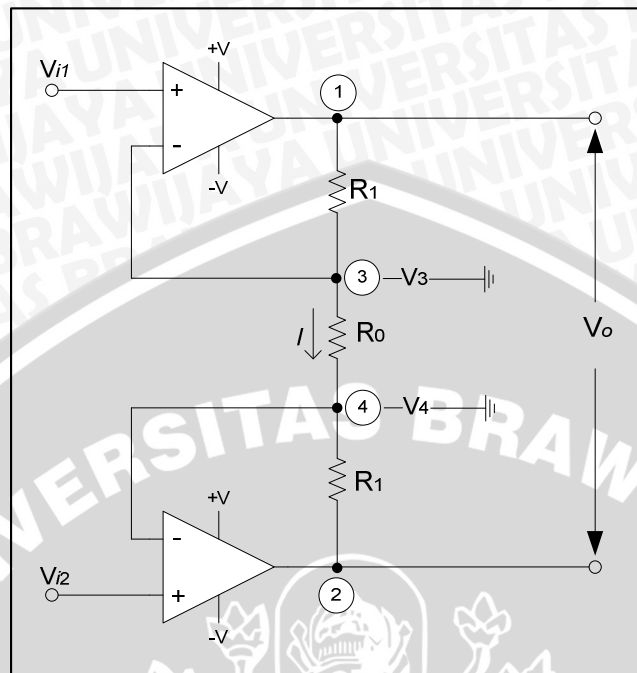 Vi1
+V
+
-
-V
1
R1
3
V3
I
R0
Vo
4
V4
R1
+V
-
Vi2
+
-V
2
UNIVERSITAS BRAWIJAYA